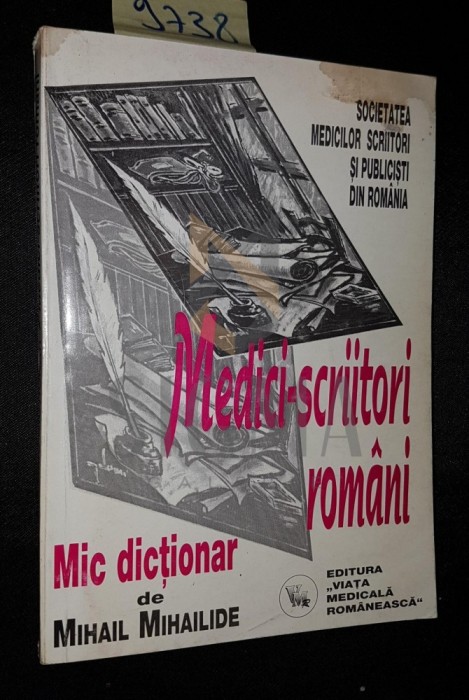 9738
SOCIETATEA
MEDICILOR SCRIITORI
ȘI PUBLICIȘTI
DIN ROMÂNIA
Medici-scriitori
români
Mic dicționar
de
MIHAIL MIHAILIDE
EDITURA
„VIAȚA
MEDICALĂ
ROMÂNEASCĂ“